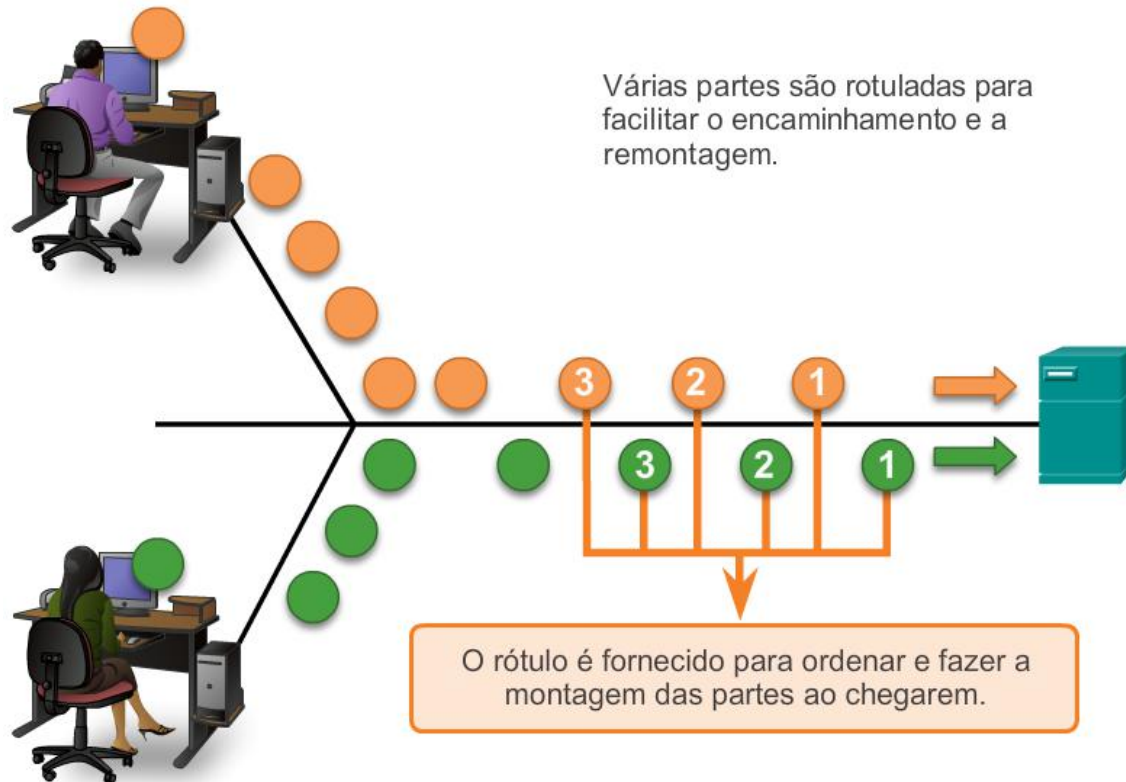 Várias partes são rotuladas para
facilitar o encaminhamento e a
remontagem.
3 2 1
3 2 1
O rótulo é fornecido para ordenar e fazer a
montagem das partes ao chegarem.